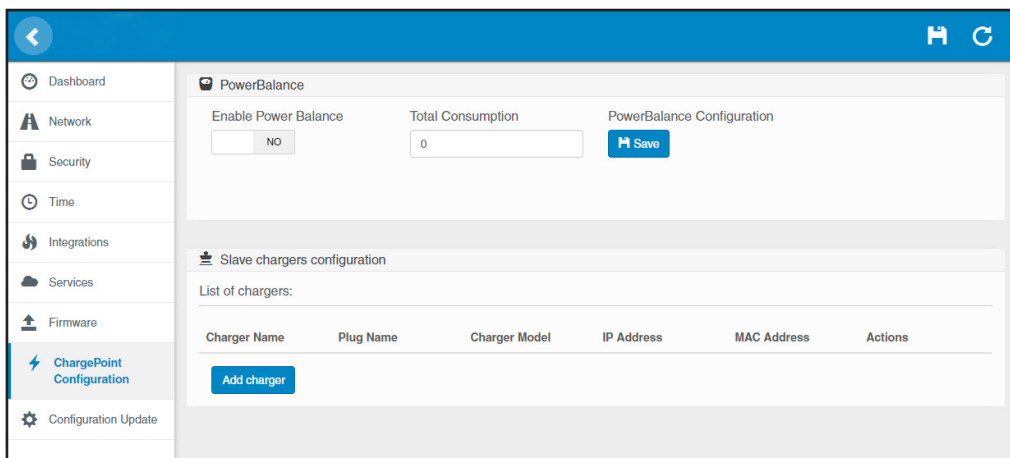 Dashboard
Network
Security
Time
Integrations
Services
Firmware
ChargePoint
Configuration
Configuration Update
PowerBalance
Enable Power Balance
Total Consumption
PowerBalance Configuration
NO
0
Save
Slave chargers configuration
List of chargers:
Charger Name Plug Name Charger Model IP Address MAC Address Actions
Add charger